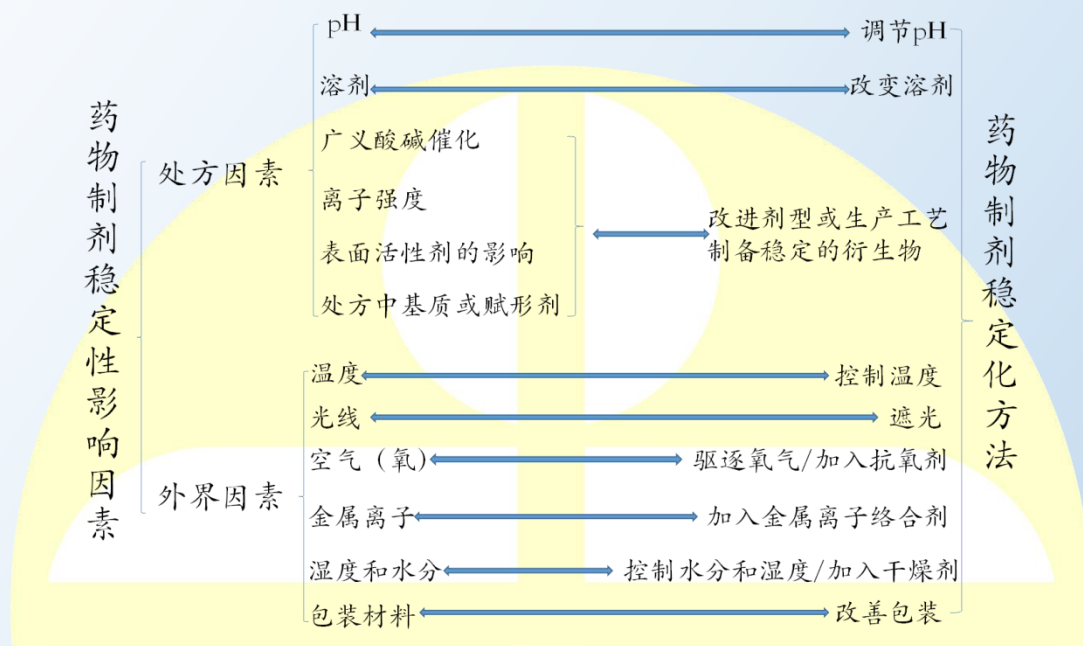 药物制剂稳定性影响因素
处方因素
pH
调节pH
溶剂
改变溶剂
广义酸碱催化
离子强度
表面活性剂的影响
处方中基质或赋形剂
改进剂型或生产工艺
制备稳定的衍生物
外界因素
温度
控制温度
光线
遮光
空气（氧）
驱逐氧气/加入抗氧剂
金属离子
加入金属离子络合剂
湿度和水分
控制水分和湿度/加入干燥剂
包装材料
改善包装
药物制剂稳定化方法